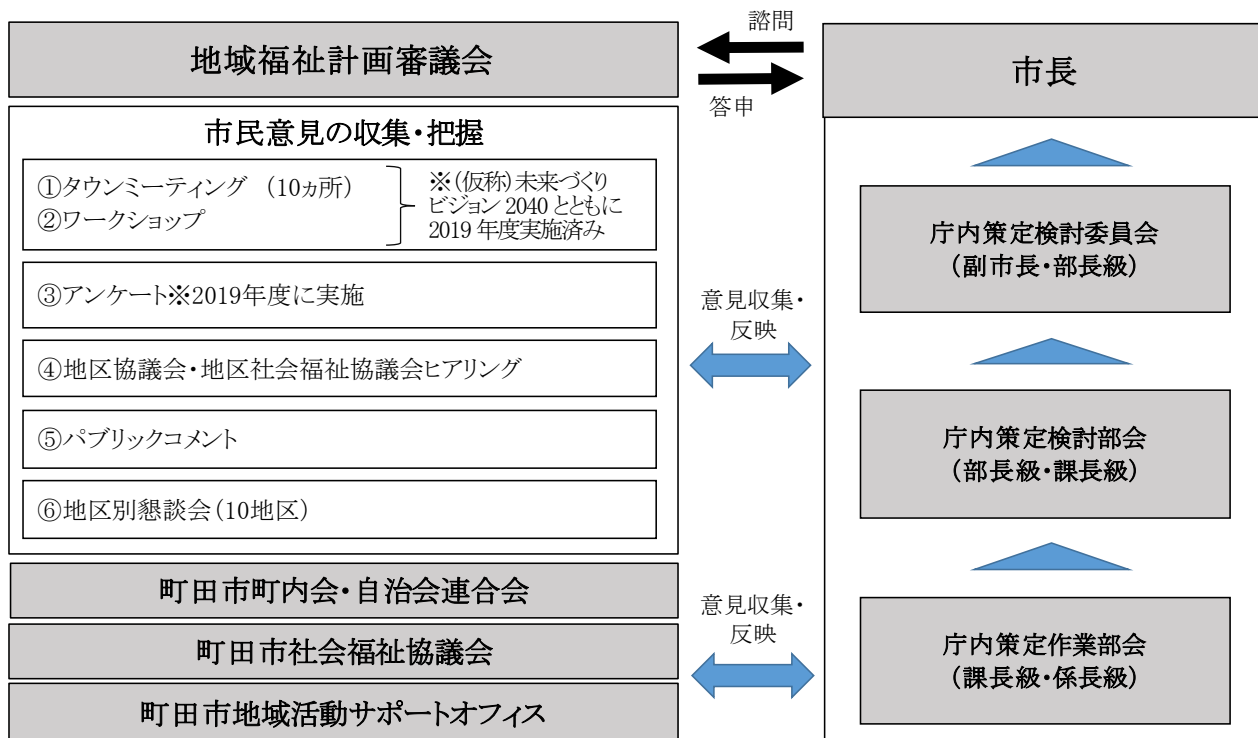 地域福祉計画審議会
諮問
答申
市長
市民意見の収集・把握
①タウンミーティング （10ヵ所）
②ワークショップ
※（仮称）未来づくり
ビジョン 2040 とともに
2019 年度実施済み
③アンケート※2019年度に実施
④地区協議会・地区社会福祉協議会ヒアリング
⑤パブリックコメント
⑥地区別懇談会（10地区）
町田市町内会・自治会連合会
町田市社会福祉協議会
町田市地域活動サポートオフィス
意見収集・
反映
意見収集・
反映
庁内策定検討委員会
（副市長・部長級）
庁内策定検討部会
（部長級・課長級）
庁内策定作業部会
（課長級・係長級）